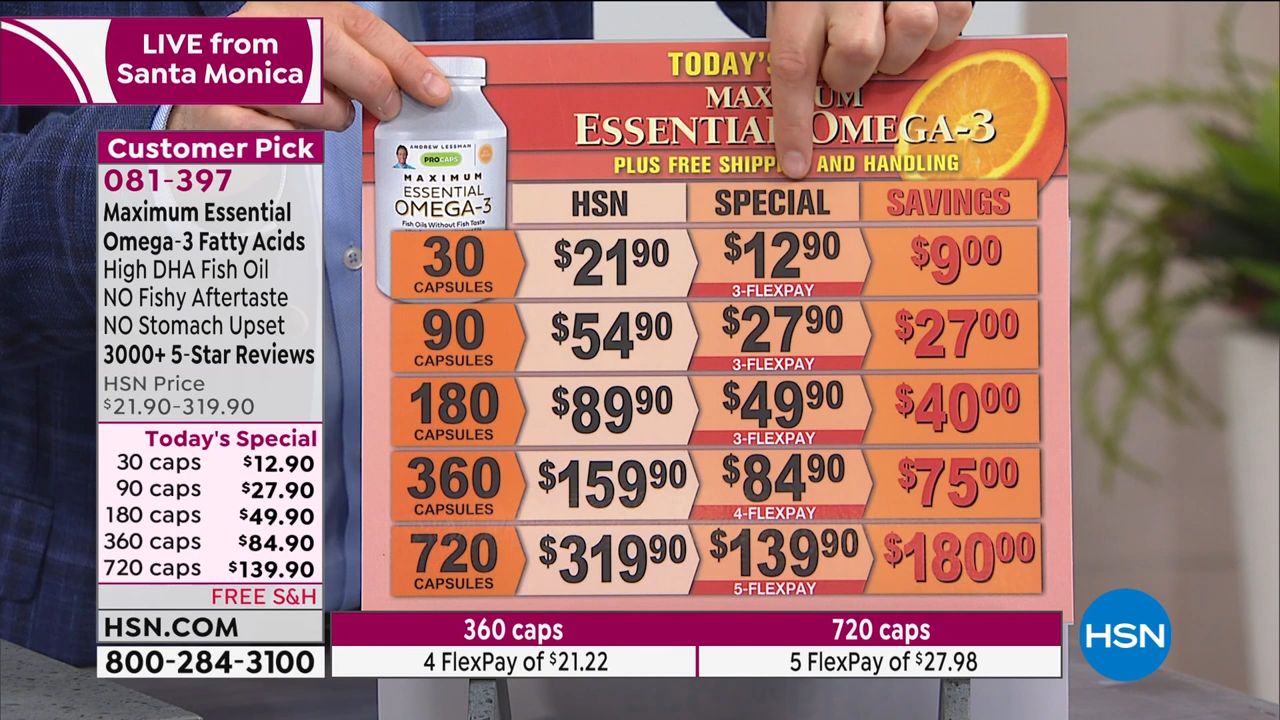 LIVE from
Santa Monica
Customer Pick
081-397
Maximum Essential
Omega-3 Fatty Acids
High DHA Fish Oil
NO Fishy Aftertaste
NO Stomach Upset
3000+ 5-Star Reviews
HSN Price
$21.90-319.90
Today's Special
30 caps $12.90
90 caps $27.90
180 caps $49.90
360 caps $84.90
720 caps $139.90
FREE S&H
HSN.COM
800-284-3100
TODAY'S
ESSENTIAL OMEGA-3
PLUS FREE AND HANDLING
ANDREW LESSMAN
PROCAPS
MAXIMUM
ESSENTIAL
OMEGA-3
Fish Oils Without Fish Taste
HSN SPECIAL SAVINGS
30 CAPSULES $21.90 $12.90 $9.00
3-FLEXPAY
90 CAPSULES $54.90 $27.90 $27.00
3-FLEXPAY
180 CAPSULES $89.90 $49.90 $40.00
3-FLEXPAY
360 CAPSULES $159.90 $84.90 $75.00
4-FLEXPAY
720 CAPSULES $319.90 $139.90 $180.00
5-FLEXPAY
360 caps 720 caps
4 FlexPay of $21.22 5 FlexPay of $27.98
HSN